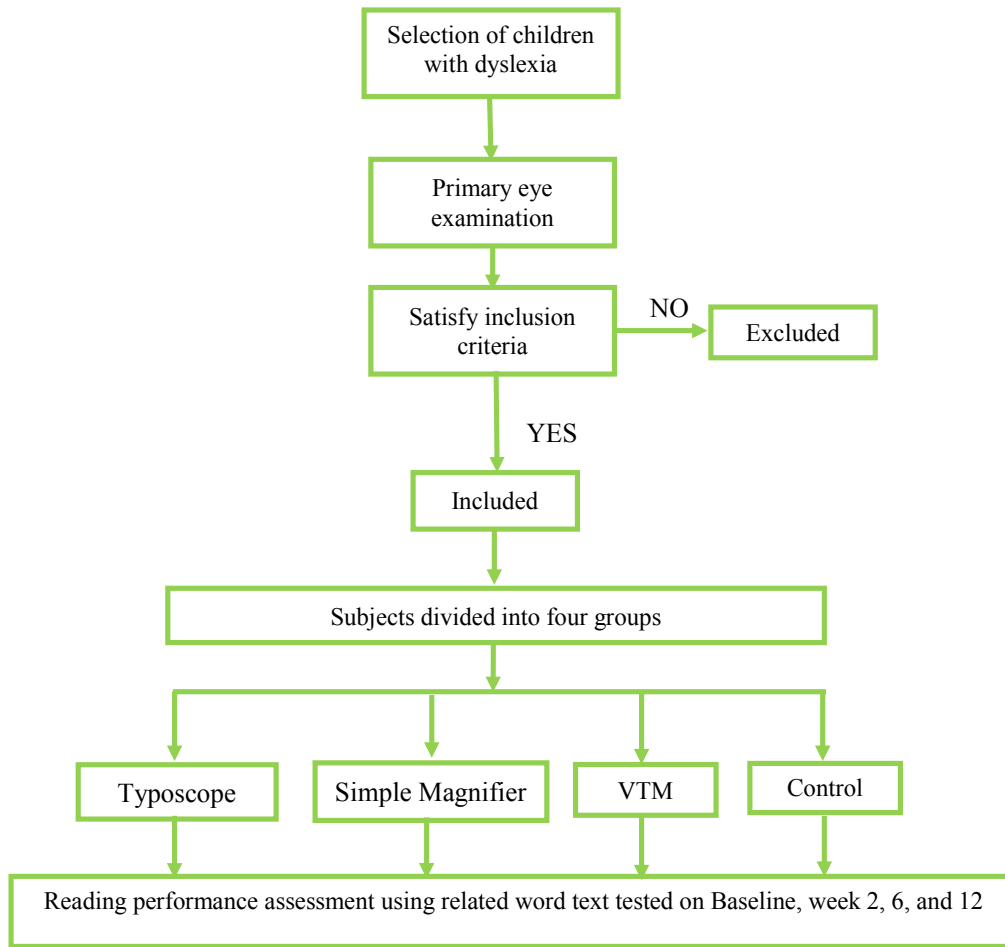 Selection of children
with dyslexia
Primary eye
examination
Satisfy inclusion
criteria
NO
Excluded
YES
Included
Subjects divided into four groups
Typoscope
Simple Magnifier
VTM
Control
Reading performance assessment using related word text tested on Baseline, week 2, 6, and 12